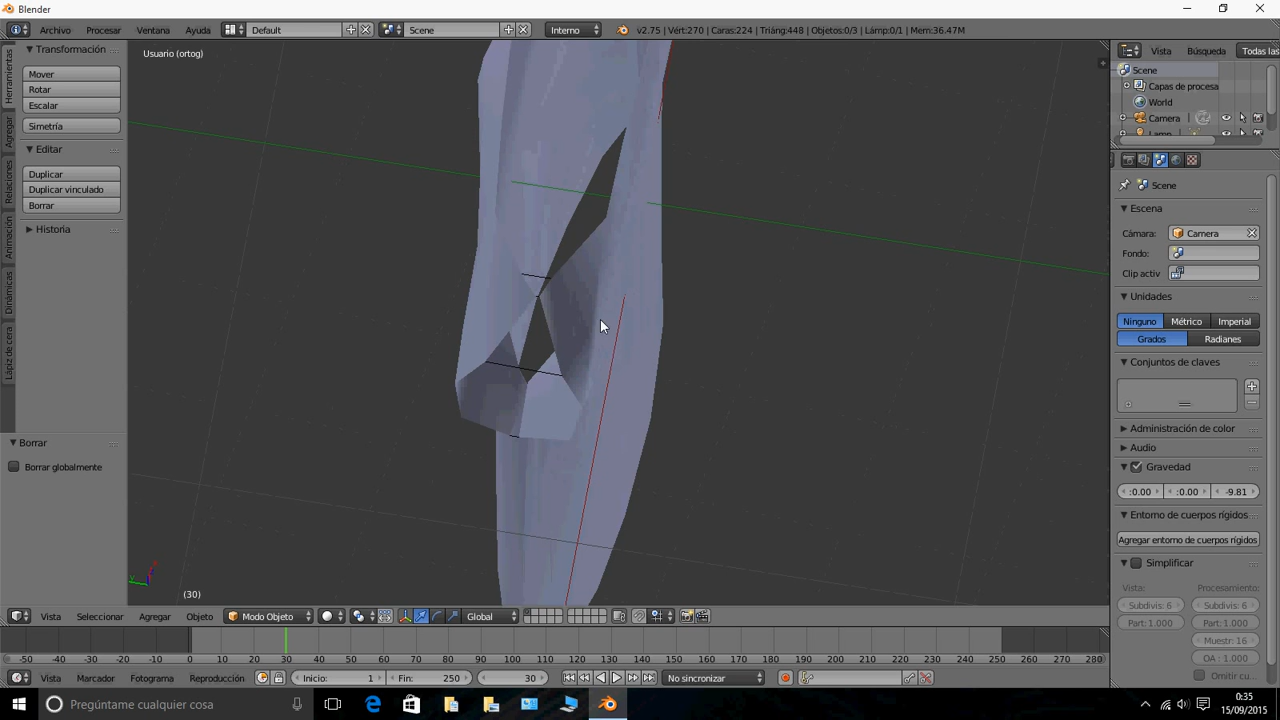 Blender
Archivo Procesar Ventana Ayuda Default Scene Interno v2.75 | Vért:270 | Caras:224 | Triáng:448 | Objetos:0/3 | Lámp:0/1 | Mem:36.47M
Vista Búsqueda Todas las
Transformación
Usuario (ortog)
Scene
Mover
Capas de procesa
Rotar
World
Escalar
Camera
Simetría
Editar
Duplicar
Scene
Duplicar vinculado
Escena
Borrar
Cámara: Camera
Historia
Fondo:
Clip activ
Herramientas
Agregar
Relaciones
Animación
Dinámicas
Lápiz de cera
Unidades
Ninguno Métrico Imperial
Grados Radianes
Conjuntos de claves
Administración de color
Borrar
Audio
Borrar globalmente
Gravedad
:0.00 :0.00 -9.81
Entorno de cuerpos rígidos
Agregar entorno de cuerpos rígidos
Simplificar
Vista: Procesamiento:
(30)
Subdivis: 6 Subdivis: 6
Part: 1.000 Part: 1.000
Vista Seleccionar Agregar Objeto Modo Objeto Global
Muestr: 16
OA : 1.000
-50 -40 -30 -20 -10 0 10 20 30 40 50 60 70 80 90 100 110 120 130 140 150 160 170 180 190 200 210 220 230 240 250 260 270 280
Omitir cu...
Vista Marcador Fotograma Reproducción Inicio: 1 Fin: 250 30 No sincronizar
Pregúntame cualquier cosa
0:35
15/09/2015